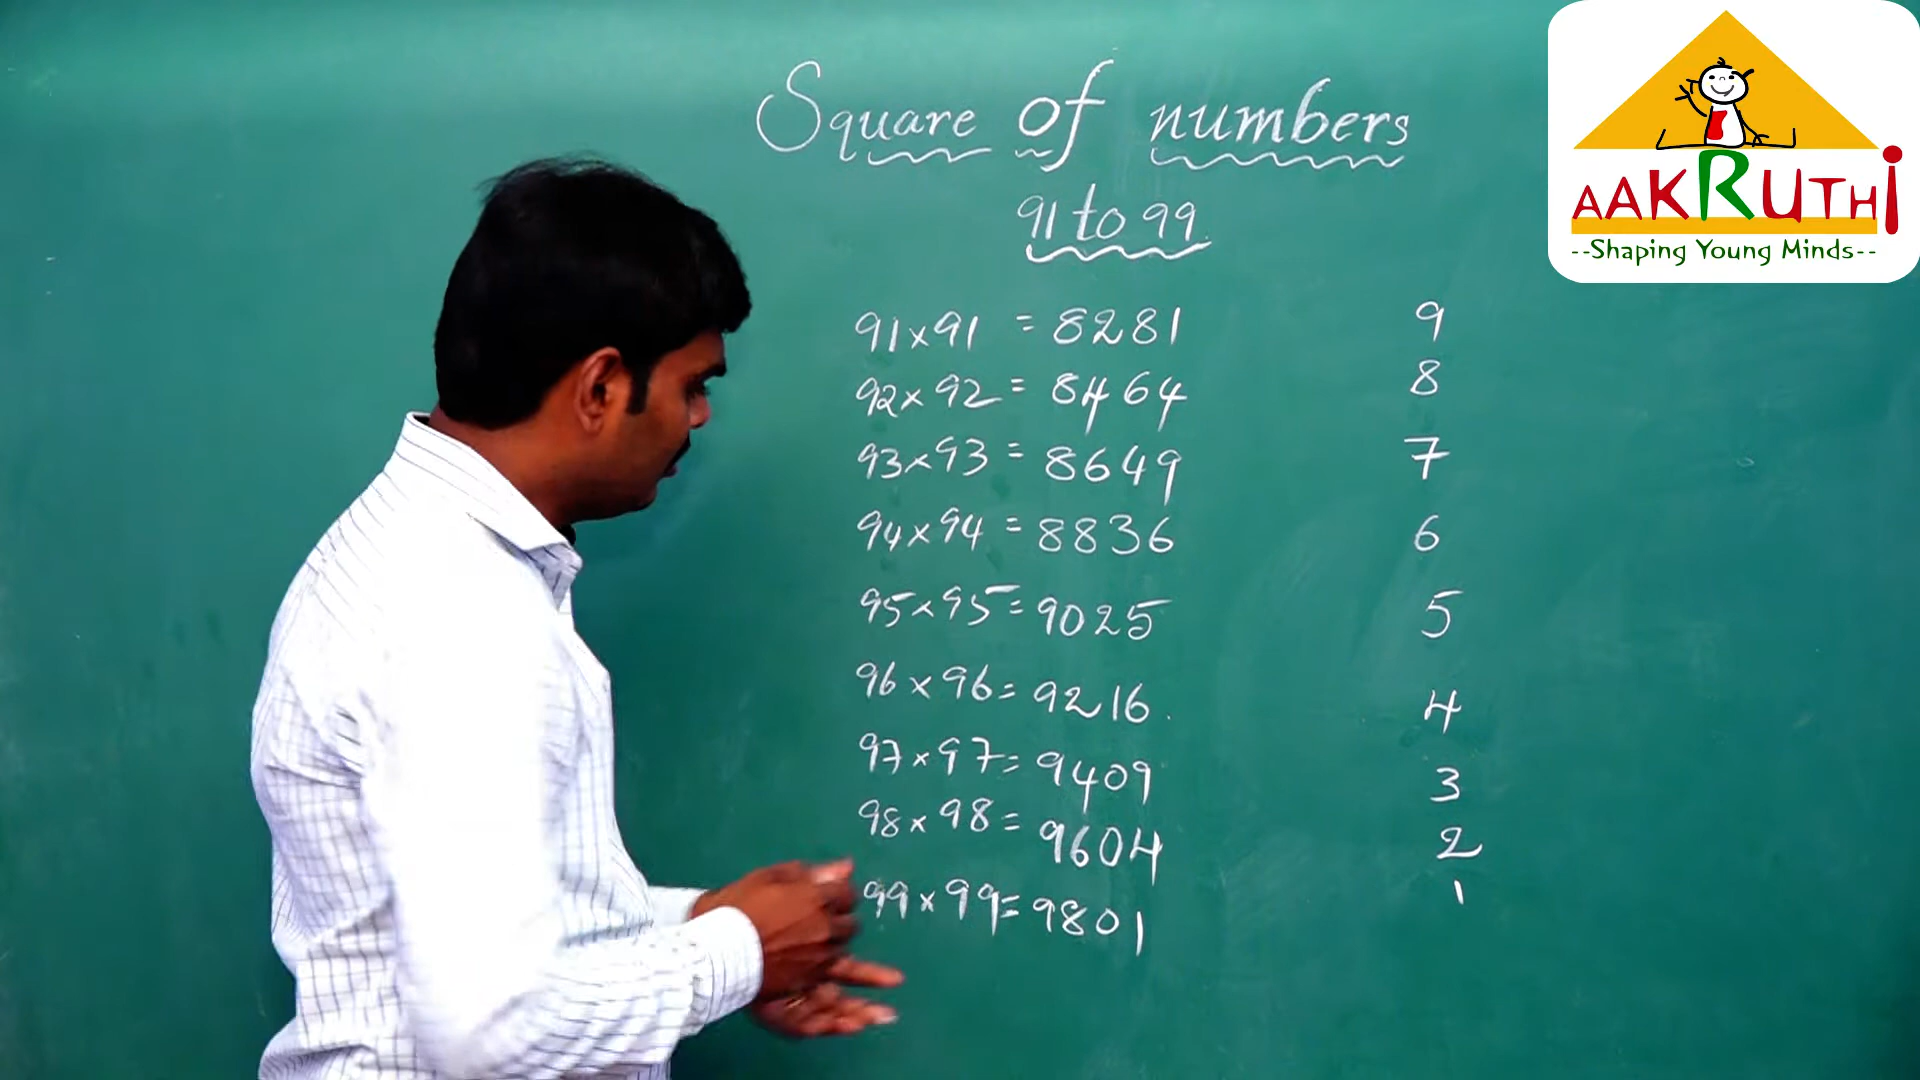 Square of numbers
91 to 99
91×91 = 8281 9
92×92 = 8464 8
93×93 = 8649 7
94×94 = 8836 6
95×95 = 9025 5
96×96 = 9216 4
97×97 = 9409 3
98×98 = 9604 2
99×99 = 9801 1
AAKRUTHi
--Shaping Young Minds--